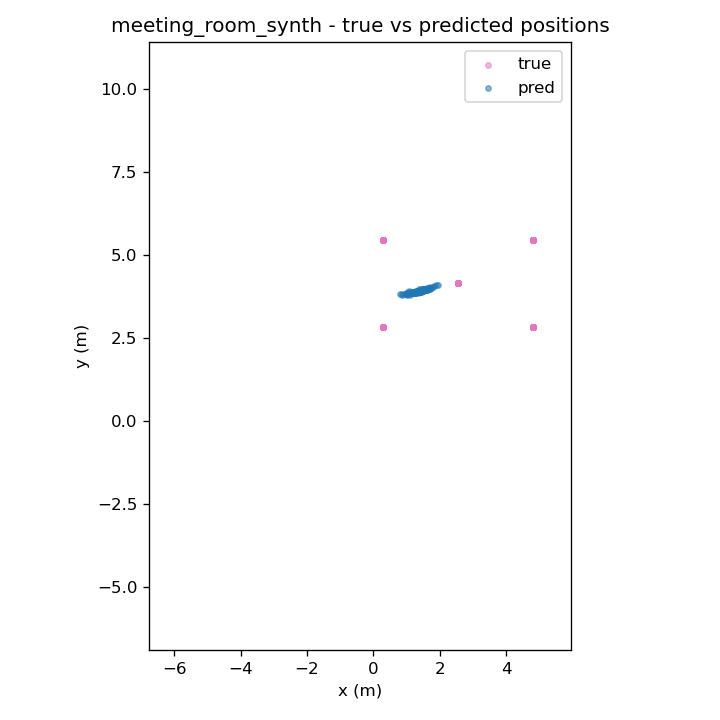 meeting_room_synth - true vs predicted positions
true
pred
10.0
7.5
5.0
2.5
0.0
−2.5
−5.0
y (m)
−6
−4
−2
0
2
4
x (m)